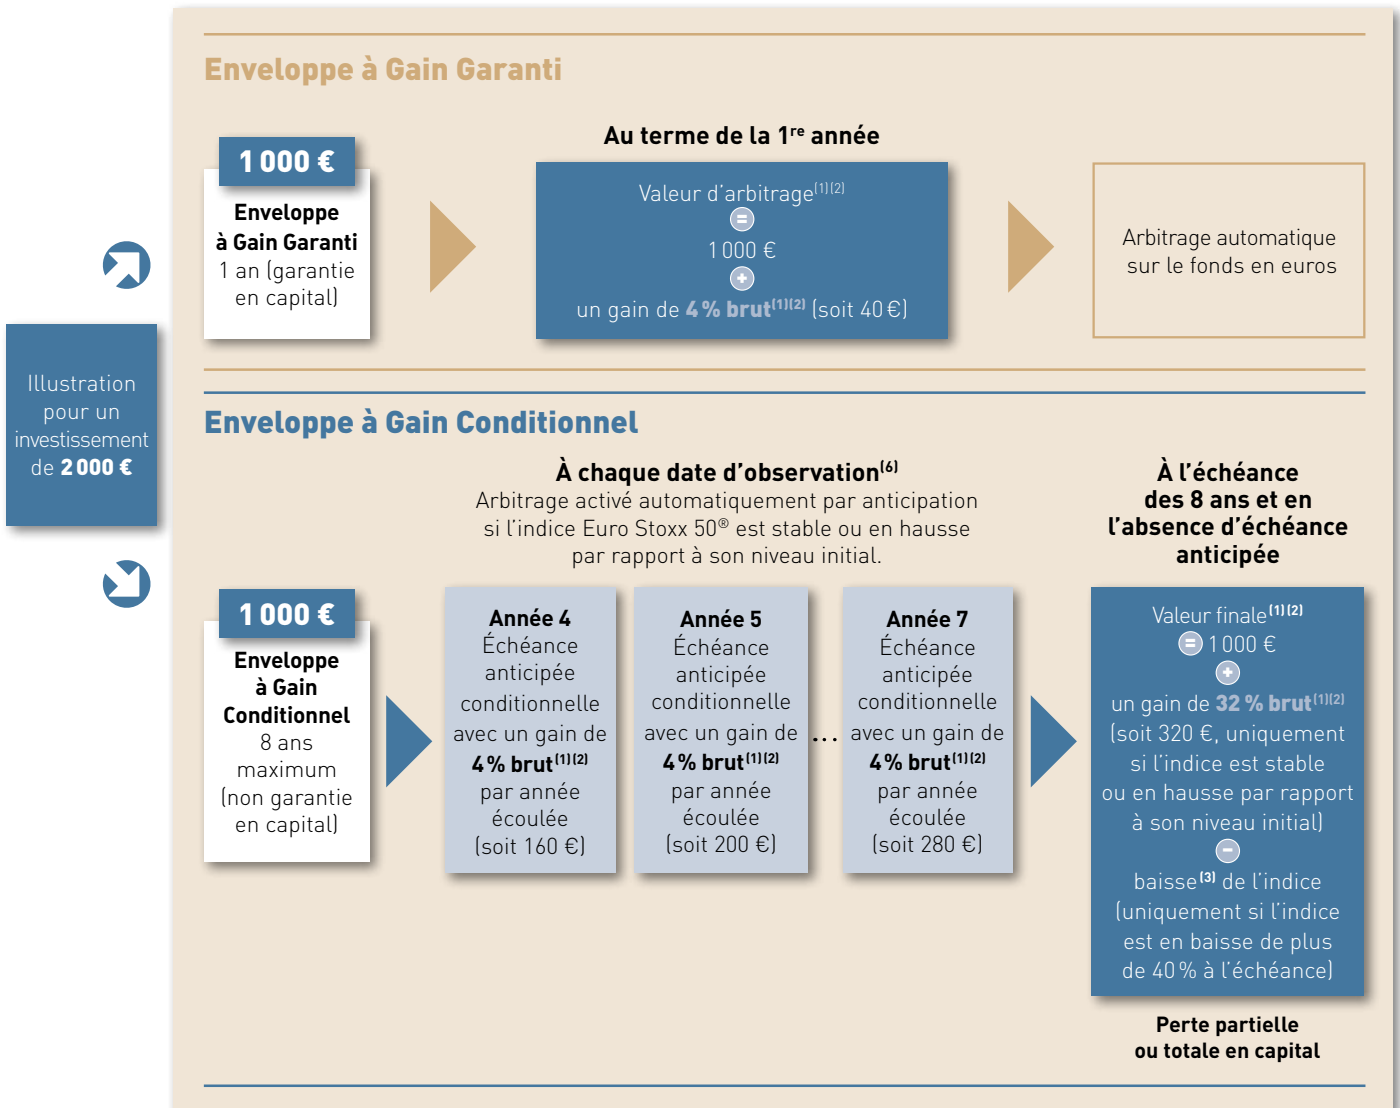 Enveloppe à Gain Garanti
1 000 €
Enveloppe
à Gain Garanti
1 an (garantie
en capital)
Au terme de la 1re année
Valeur d'arbitrage(1)(2)
=
1 000 €
+
un gain de 4 % brut(1)(2) (soit 40 €)
Arbitrage automatique
sur le fonds en euros
Illustration
pour un
investissement
de 2 000 €
Enveloppe à Gain Conditionnel
1 000 €
Enveloppe
à Gain
Conditionnel
8 ans
maximum
(non garantie
en capital)
À chaque date d'observation(6)
Arbitrage activé automatiquement par anticipation
si l'indice Euro Stoxx 50® est stable ou en hausse
par rapport à son niveau initial.
Année 4
Échéance
anticipée
conditionnelle
avec un gain de
4 % brut(1)(2)
par année
écoulée
(soit 160 €)
Année 5
Échéance
anticipée
conditionnelle
avec un gain de
4 % brut(1)(2)
par année
écoulée
(soit 200 €)
...
Année 7
Échéance
anticipée
conditionnelle
avec un gain de
4 % brut(1)(2)
par année
écoulée
(soit 280 €)
À l'échéance
des 8 ans et en
l'absence d'échéance
anticipée
Valeur finale(1)(2)
= 1 000 €
+
un gain de 32 % brut(1)(2)
(soit 320 €, uniquement
si l'indice est stable
ou en hausse par rapport
à son niveau initial)
−
baisse(3) de l'indice
(uniquement si l'indice
est en baisse de plus
de 40 % à l'échéance)
Perte partielle
ou totale en capital